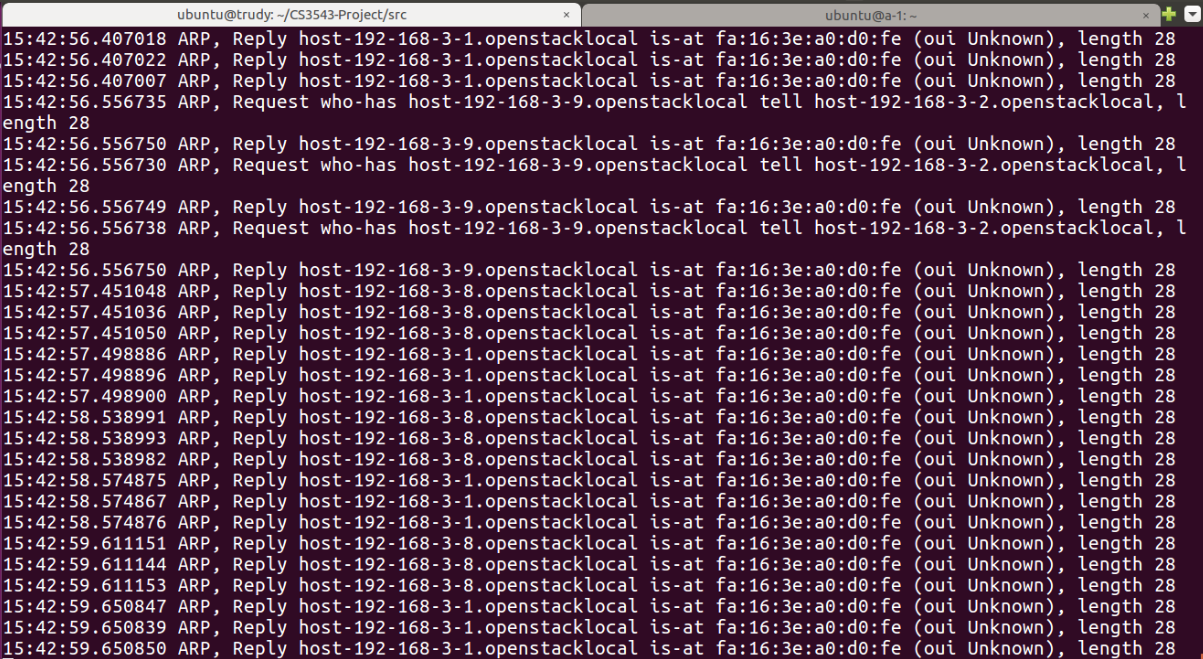 ubuntu@trudy: ~/CS3543-Project/src × ubuntu@a-1: ~ ×
15:42:56.407018 ARP, Reply host-192-168-3-1.openstacklocal is-at fa:16:3e:a0:d0:fe (oui Unknown), length 28
15:42:56.407022 ARP, Reply host-192-168-3-1.openstacklocal is-at fa:16:3e:a0:d0:fe (oui Unknown), length 28
15:42:56.407007 ARP, Reply host-192-168-3-1.openstacklocal is-at fa:16:3e:a0:d0:fe (oui Unknown), length 28
15:42:56.556735 ARP, Request who-has host-192-168-3-9.openstacklocal tell host-192-168-3-2.openstacklocal, l
ength 28
15:42:56.556750 ARP, Reply host-192-168-3-9.openstacklocal is-at fa:16:3e:a0:d0:fe (oui Unknown), length 28
15:42:56.556730 ARP, Request who-has host-192-168-3-9.openstacklocal tell host-192-168-3-2.openstacklocal, l
ength 28
15:42:56.556749 ARP, Reply host-192-168-3-9.openstacklocal is-at fa:16:3e:a0:d0:fe (oui Unknown), length 28
15:42:56.556738 ARP, Request who-has host-192-168-3-9.openstacklocal tell host-192-168-3-2.openstacklocal, l
ength 28
15:42:56.556750 ARP, Reply host-192-168-3-9.openstacklocal is-at fa:16:3e:a0:d0:fe (oui Unknown), length 28
15:42:57.451048 ARP, Reply host-192-168-3-8.openstacklocal is-at fa:16:3e:a0:d0:fe (oui Unknown), length 28
15:42:57.451036 ARP, Reply host-192-168-3-8.openstacklocal is-at fa:16:3e:a0:d0:fe (oui Unknown), length 28
15:42:57.451050 ARP, Reply host-192-168-3-8.openstacklocal is-at fa:16:3e:a0:d0:fe (oui Unknown), length 28
15:42:57.498886 ARP, Reply host-192-168-3-1.openstacklocal is-at fa:16:3e:a0:d0:fe (oui Unknown), length 28
15:42:57.498896 ARP, Reply host-192-168-3-1.openstacklocal is-at fa:16:3e:a0:d0:fe (oui Unknown), length 28
15:42:57.498900 ARP, Reply host-192-168-3-1.openstacklocal is-at fa:16:3e:a0:d0:fe (oui Unknown), length 28
15:42:58.538991 ARP, Reply host-192-168-3-8.openstacklocal is-at fa:16:3e:a0:d0:fe (oui Unknown), length 28
15:42:58.538993 ARP, Reply host-192-168-3-8.openstacklocal is-at fa:16:3e:a0:d0:fe (oui Unknown), length 28
15:42:58.538982 ARP, Reply host-192-168-3-8.openstacklocal is-at fa:16:3e:a0:d0:fe (oui Unknown), length 28
15:42:58.574875 ARP, Reply host-192-168-3-1.openstacklocal is-at fa:16:3e:a0:d0:fe (oui Unknown), length 28
15:42:58.574867 ARP, Reply host-192-168-3-1.openstacklocal is-at fa:16:3e:a0:d0:fe (oui Unknown), length 28
15:42:58.574876 ARP, Reply host-192-168-3-1.openstacklocal is-at fa:16:3e:a0:d0:fe (oui Unknown), length 28
15:42:59.611151 ARP, Reply host-192-168-3-8.openstacklocal is-at fa:16:3e:a0:d0:fe (oui Unknown), length 28
15:42:59.611144 ARP, Reply host-192-168-3-8.openstacklocal is-at fa:16:3e:a0:d0:fe (oui Unknown), length 28
15:42:59.611153 ARP, Reply host-192-168-3-8.openstacklocal is-at fa:16:3e:a0:d0:fe (oui Unknown), length 28
15:42:59.650847 ARP, Reply host-192-168-3-1.openstacklocal is-at fa:16:3e:a0:d0:fe (oui Unknown), length 28
15:42:59.650839 ARP, Reply host-192-168-3-1.openstacklocal is-at fa:16:3e:a0:d0:fe (oui Unknown), length 28
15:42:59.650850 ARP, Reply host-192-168-3-1.openstacklocal is-at fa:16:3e:a0:d0:fe (oui Unknown), length 28